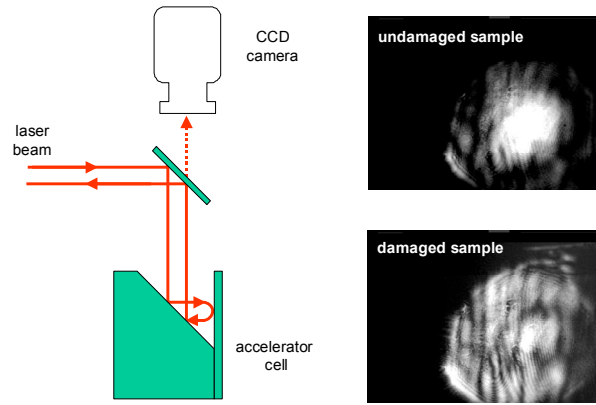 CCD
camera
laser
beam
accelerator
cell
undamaged sample
damaged sample